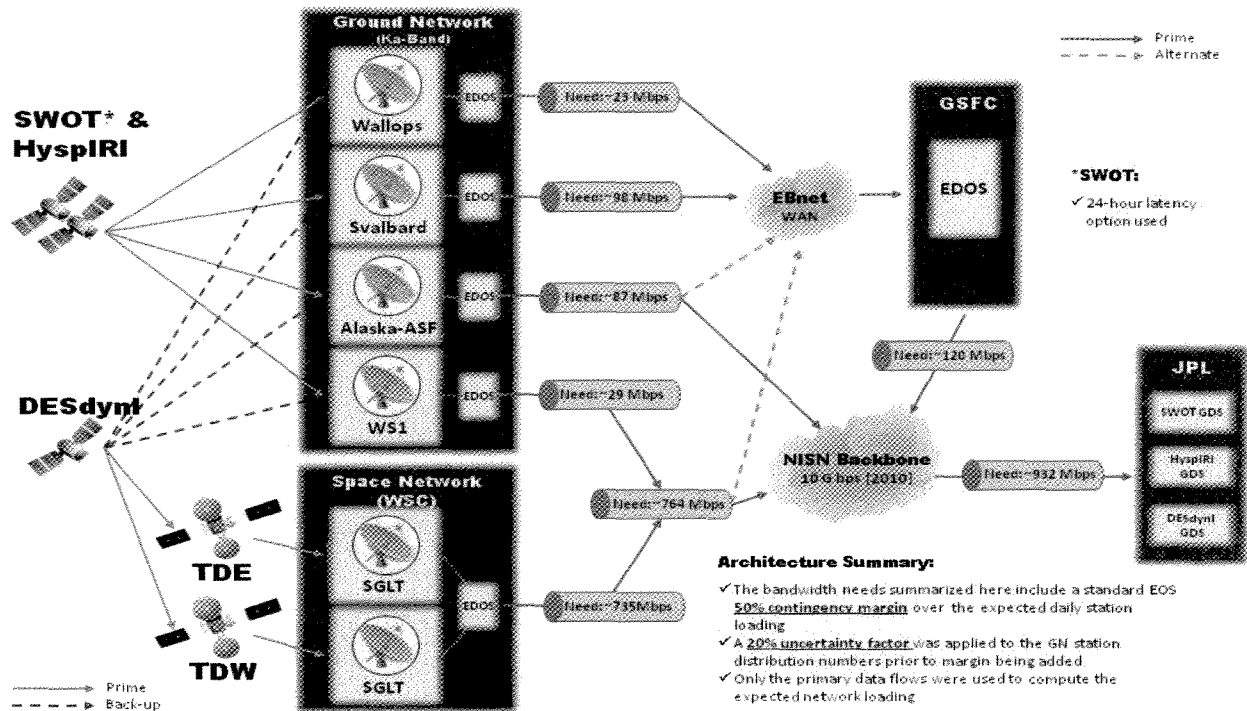 Ground Network
(Ka-Band)
Prime
Alternate
SWOT* &
HyspIRI
Wallops
EDOS
Need:~23 Mbps
GSFC
EDOS
Svalbard
EDOS
Need:~98 Mbps
EBnet
WAN
*SWOT:
✓ 24-hour latency
option used
Alaska-ASF
EDOS
Need:~87 Mbps
Need:~120 Mbps
DESdynI
WS1
EDOS
Need:~29 Mbps
JPL
SWOT GDS
HyspIRI
GDS
DESdynI
GDS
NISN Backbone
10 Gbps [2010]
Need:~932 Mbps
Space Network
(WSC)
Need:~764 Mbps
TDE
SGLT
EDOS
Need:~735Mbps
TDW
SGLT
Architecture Summary:
✓ The bandwidth needs summarized here include a standard EOS
50% contingency margin over the expected daily station
loading
✓ A 20% uncertainty factor was applied to the GN station
distribution numbers prior to margin being added
✓ Only the primary data flows were used to compute the
expected network loading
Prime
Back-up